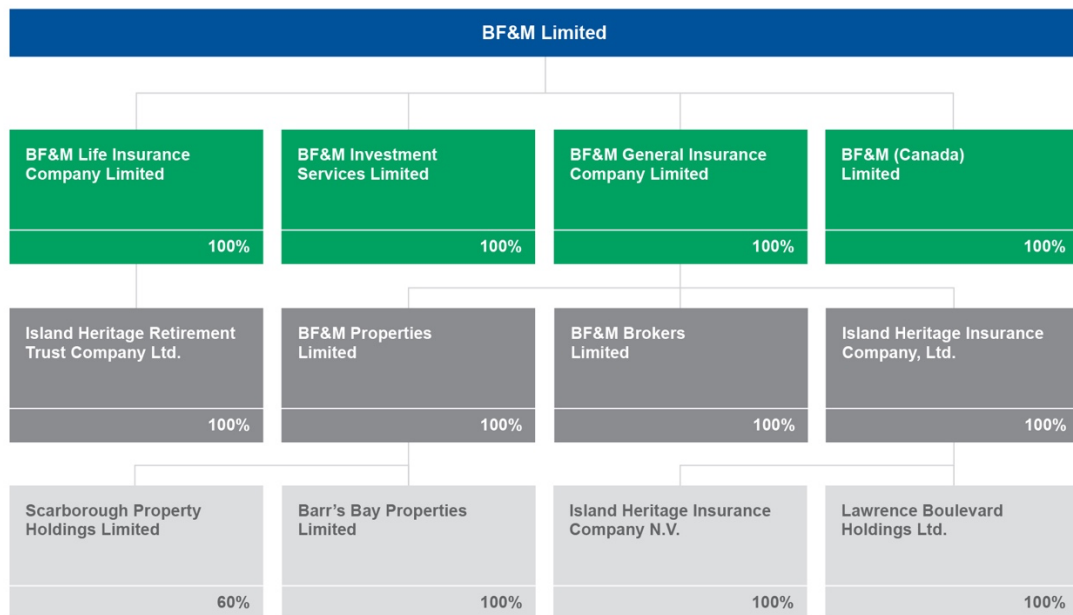 BF&M Limited
BF&M Life Insurance
Company Limited
100%
BF&M Investment
Services Limited
100%
BF&M General Insurance
Company Limited
100%
BF&M (Canada)
Limited
100%
Island Heritage Retirement
Trust Company Ltd.
100%
BF&M Properties
Limited
100%
BF&M Brokers
Limited
100%
Island Heritage Insurance
Company, Ltd.
100%
Scarborough Property
Holdings Limited
60%
Barr’s Bay Properties
Limited
100%
Island Heritage Insurance
Company N.V.
100%
Lawrence Boulevard
Holdings Ltd.
100%